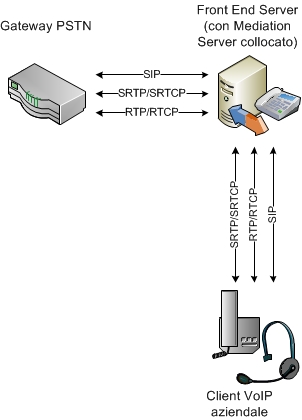 Gateway PSTN
Front End Server
(con Mediation
Server collocato)
SIP
SRTP/SRTCP
RTP/RTCP
SRTP/SRTCP
RTP/RTCP
SIP
Client VoIP
aziendale